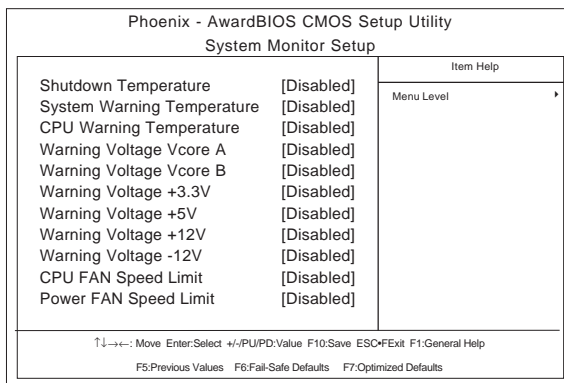 Phoenix - AwardBIOS CMOS Setup Utility
System Monitor Setup
Item Help
Menu Level
Shutdown Temperature [Disabled]
System Warning Temperature [Disabled]
CPU Warning Temperature [Disabled]
Warning Voltage Vcore A [Disabled]
Warning Voltage Vcore B [Disabled]
Warning Voltage +3.3V [Disabled]
Warning Voltage +5V [Disabled]
Warning Voltage +12V [Disabled]
Warning Voltage -12V [Disabled]
CPU FAN Speed Limit [Disabled]
Power FAN Speed Limit [Disabled]
↑↓→←: Move Enter:Select +/-/PU/PD:Value F10:Save ESC•FExit F1:General Help
F5:Previous Values F6:Fail-Safe Defaults F7:Optimized Defaults